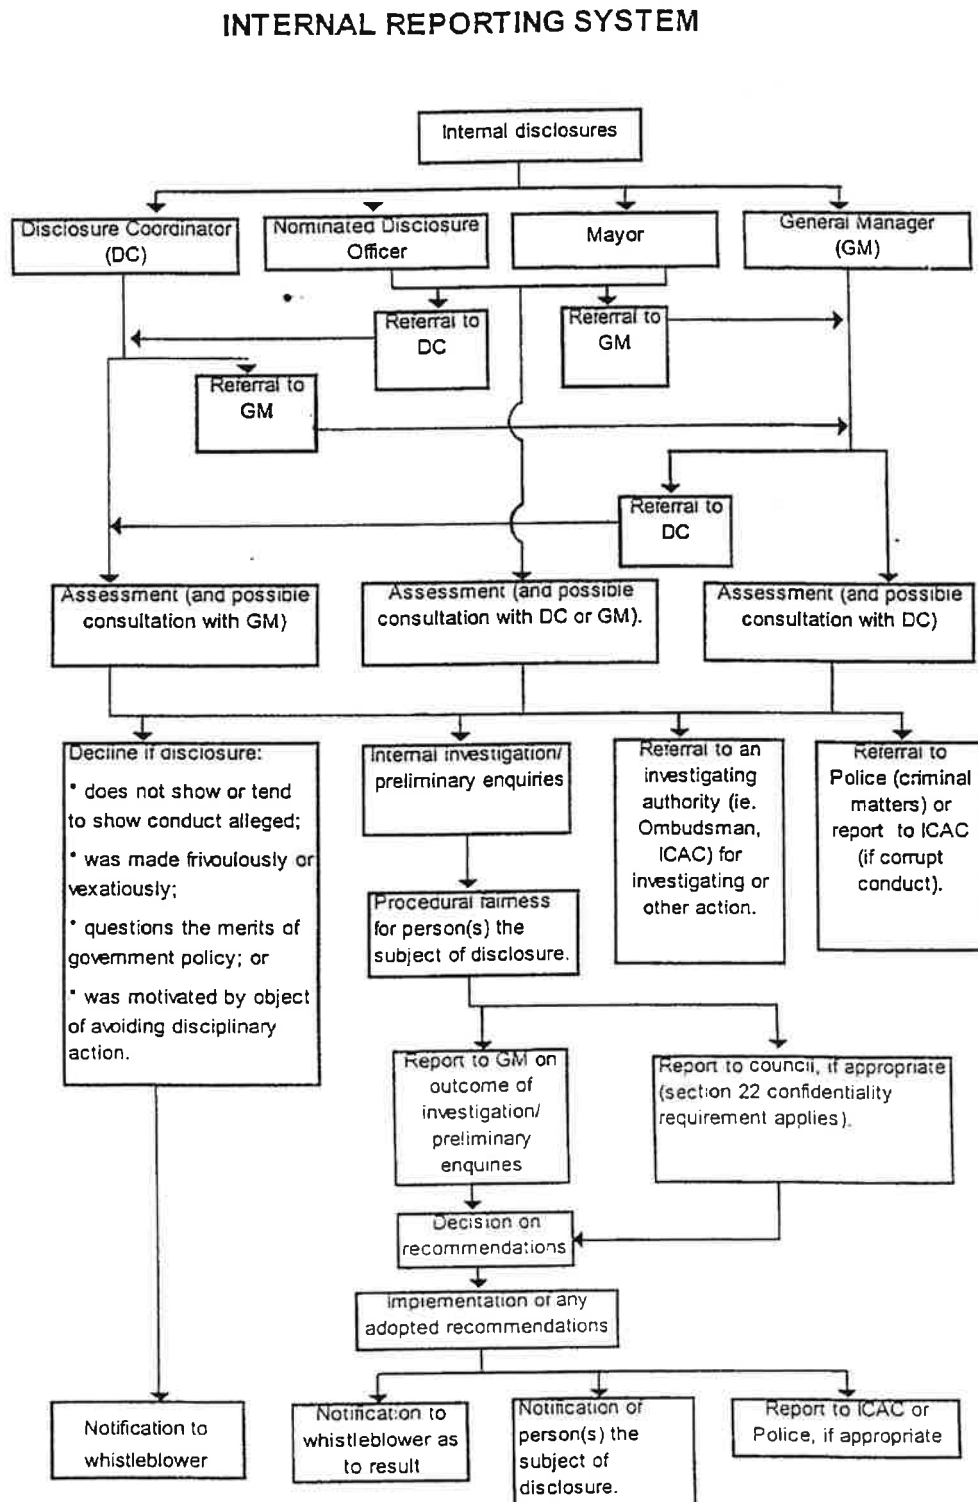 INTERNAL REPORTING SYSTEM
Internal disclosures
Disclosure Coordinator
(DC)
Nominated Disclosure
Officer
Mayor
General Manager
(GM)
Referral to
DC
Referral to
GM
Referral to
GM
Referral to
DC
Assessment (and possible
consultation with GM)
Assessment (and possible
consultation with DC or GM).
Assessment (and possible
consultation with DC)
Decline if disclosure:
* does not show or tend
to show conduct alleged;
* was made frivoulously or
vexatiously;
* questions the merits of
government policy; or
* was motivated by object
of avoiding disciplinary
action.
Internal investigation/
preliminary enquiries
Referral to an
investigating
authority (ie.
Ombudsman,
ICAC) for
investigating or
other action.
Referral to
Police (criminal
matters) or
report to ICAC
(if corrupt
conduct).
Procedural fairness
for person(s) the
subject of disclosure.
Report to GM on
outcome of
investigation/
preliminary
enquiries
Report to council, if appropriate
(section 22 confidentiality
requirement applies).
Decision on
recommendations
Implementation of any
adopted recommendations
Notification to
whistleblower
Notification to
whistleblower as
to result
Notification of
person(s) the
subject of
disclosure.
Report to ICAC or
Police, if appropriate